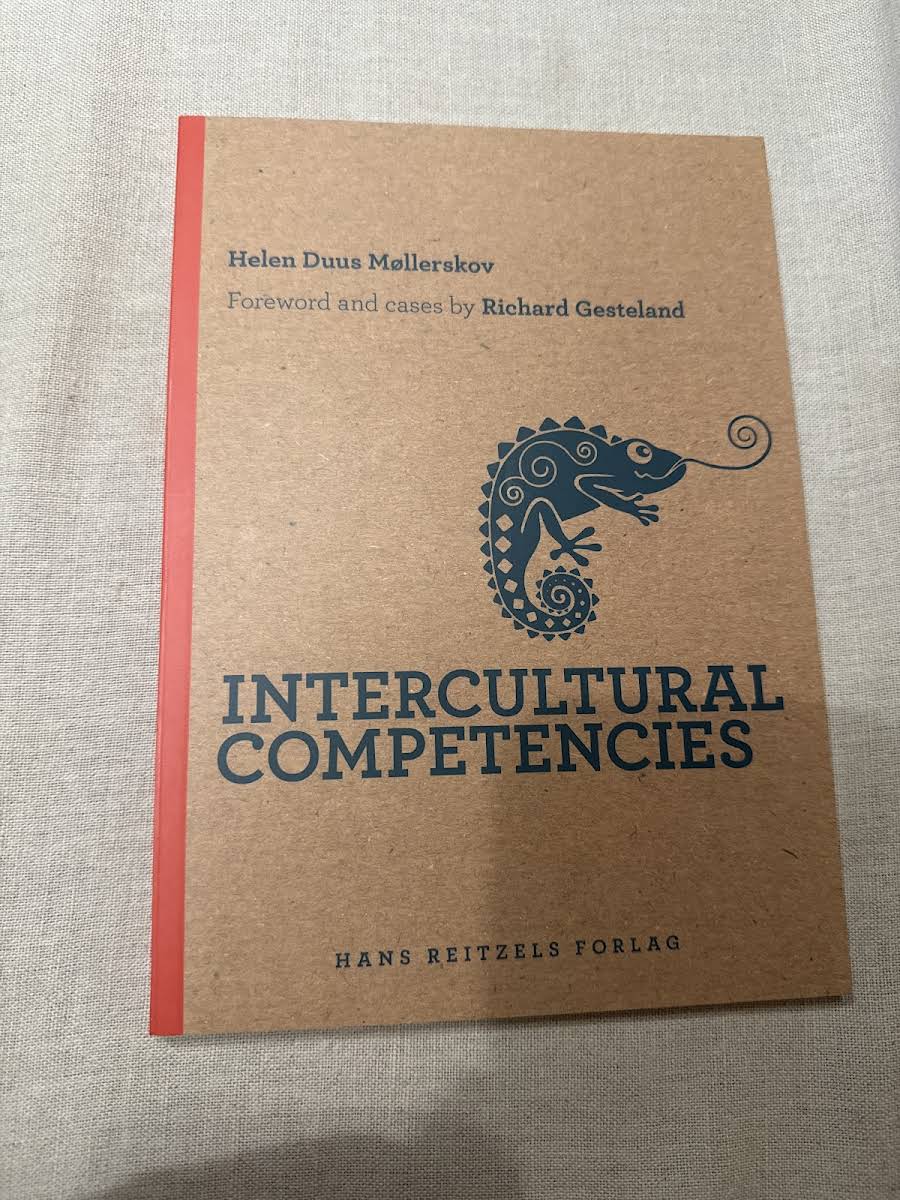 Helen Duus Møllerskov
Foreword and cases by Richard Gesteland
INTERCULTURAL
COMPETENCIES
HANS REITZELS FORLAG